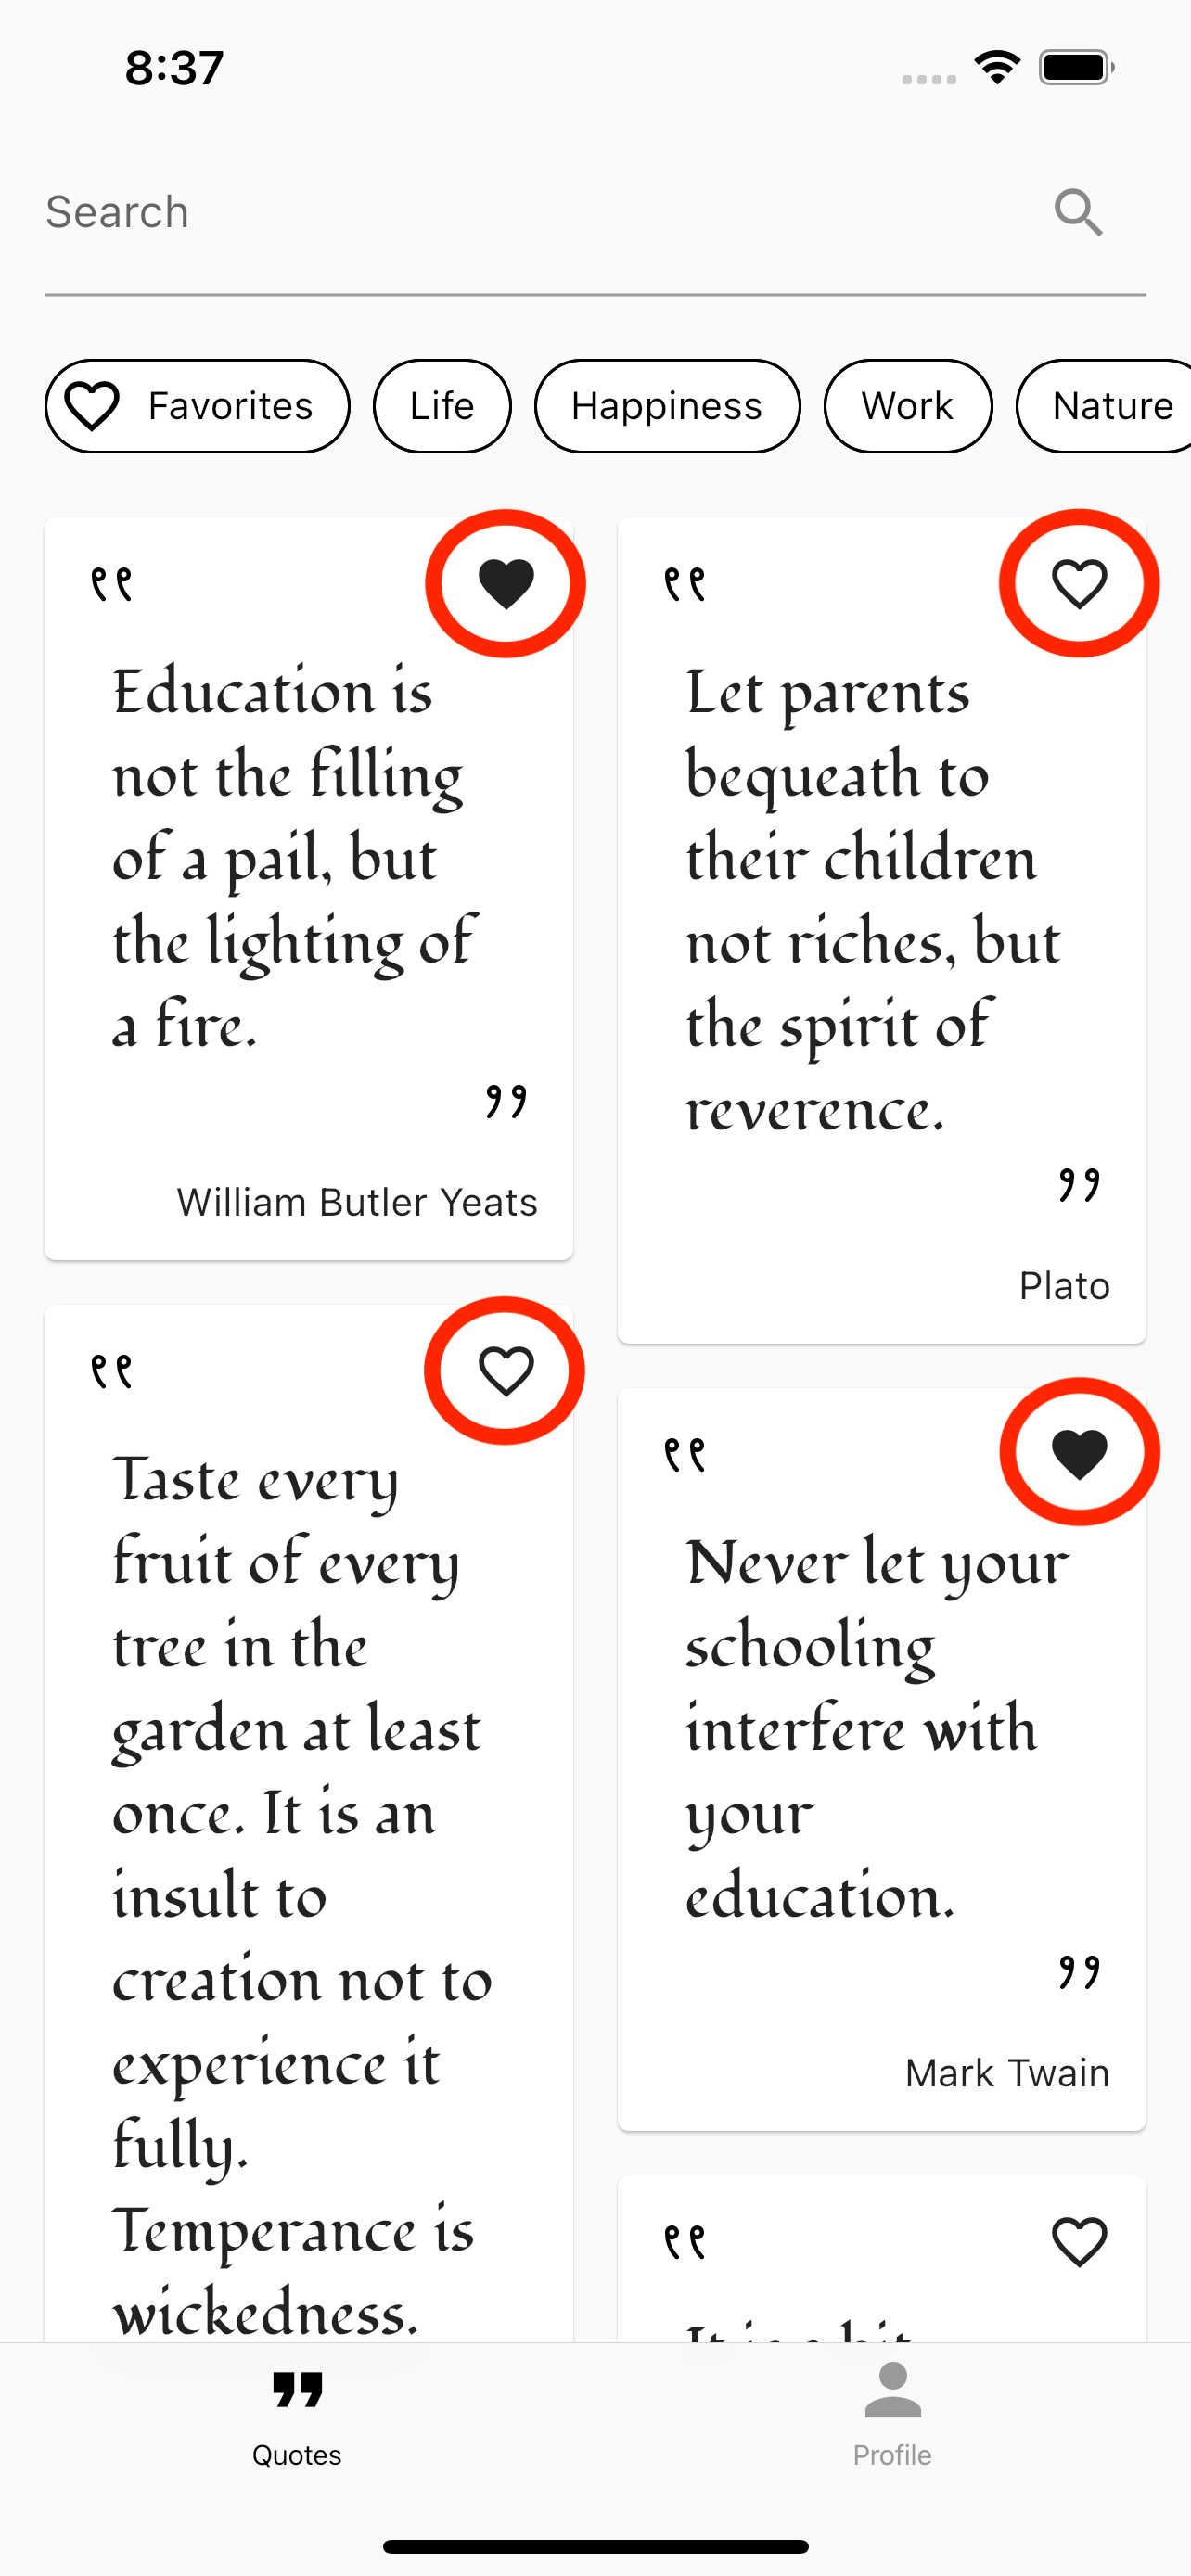 8:37
Search
Favorites
Life
Happiness
Work
Nature
“
Education is
not the filling
of a pail, but
the lighting of
a fire.
”
William Butler Yeats
“
Let parents
bequeath to
their children
not riches, but
the spirit of
reverence.
”
Plato
“
Taste every
fruit of every
tree in the
garden at least
once. It is an
insult to
creation not to
experience it
fully.
Temperance is
wickedness.
“
Never let your
schooling
interfere with
your
education.
”
Mark Twain
“
It is a bit
Quotes
Profile